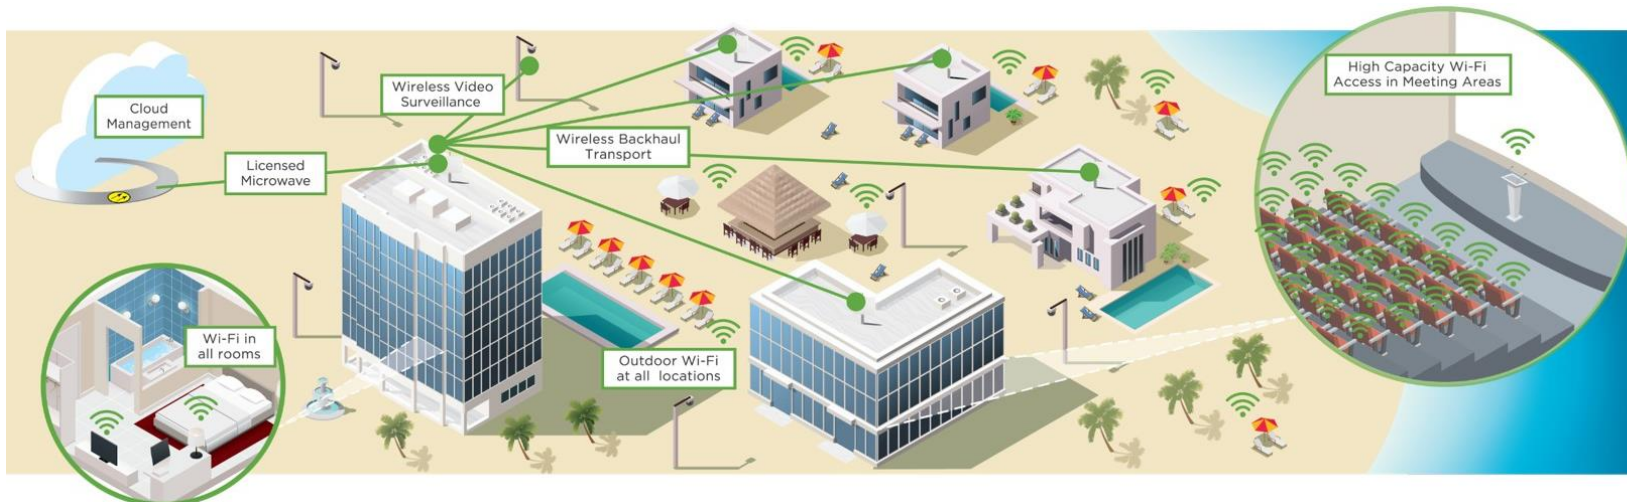 Cloud
Management
Wireless Video
Surveillance
Licensed
Microwave
Wireless Backhaul
Transport
High Capacity Wi-Fi
Access in Meeting Areas
Wi-Fi in
all rooms
Outdoor Wi-Fi
at all locations